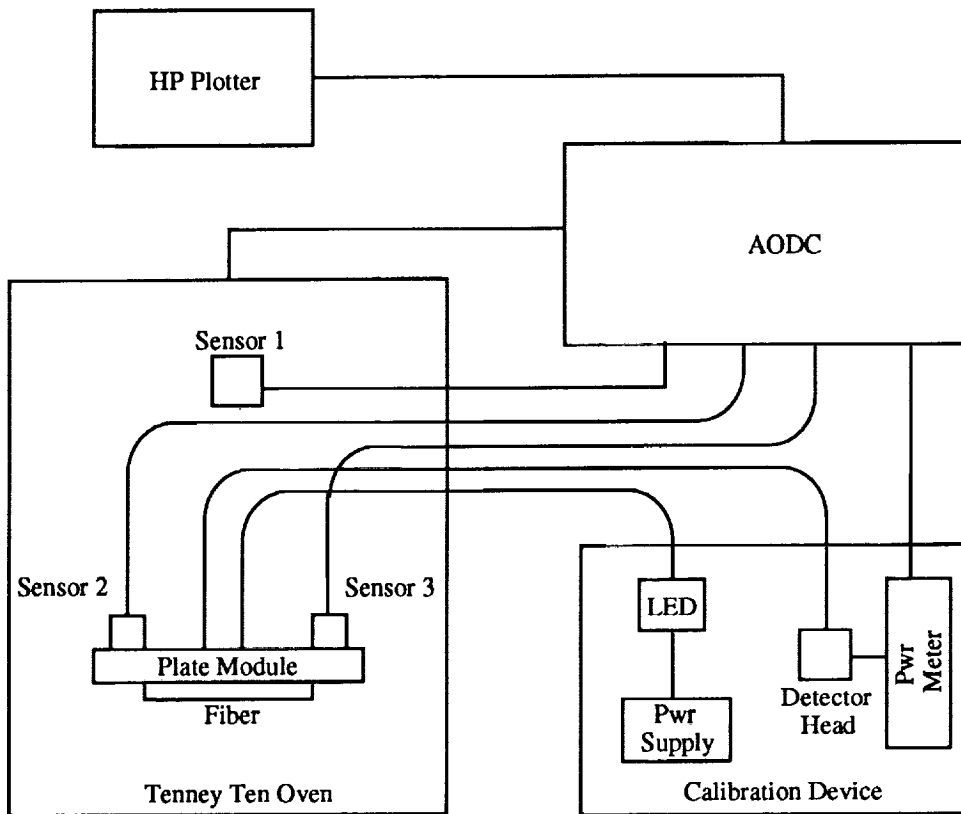 HP Plotter
AODC
Sensor 1
Sensor 2
Sensor 3
Plate Module
Fiber
Tenney Ten Oven
LED
Pwr
Supply
Detector
Head
Pwr
Meter
Calibration Device